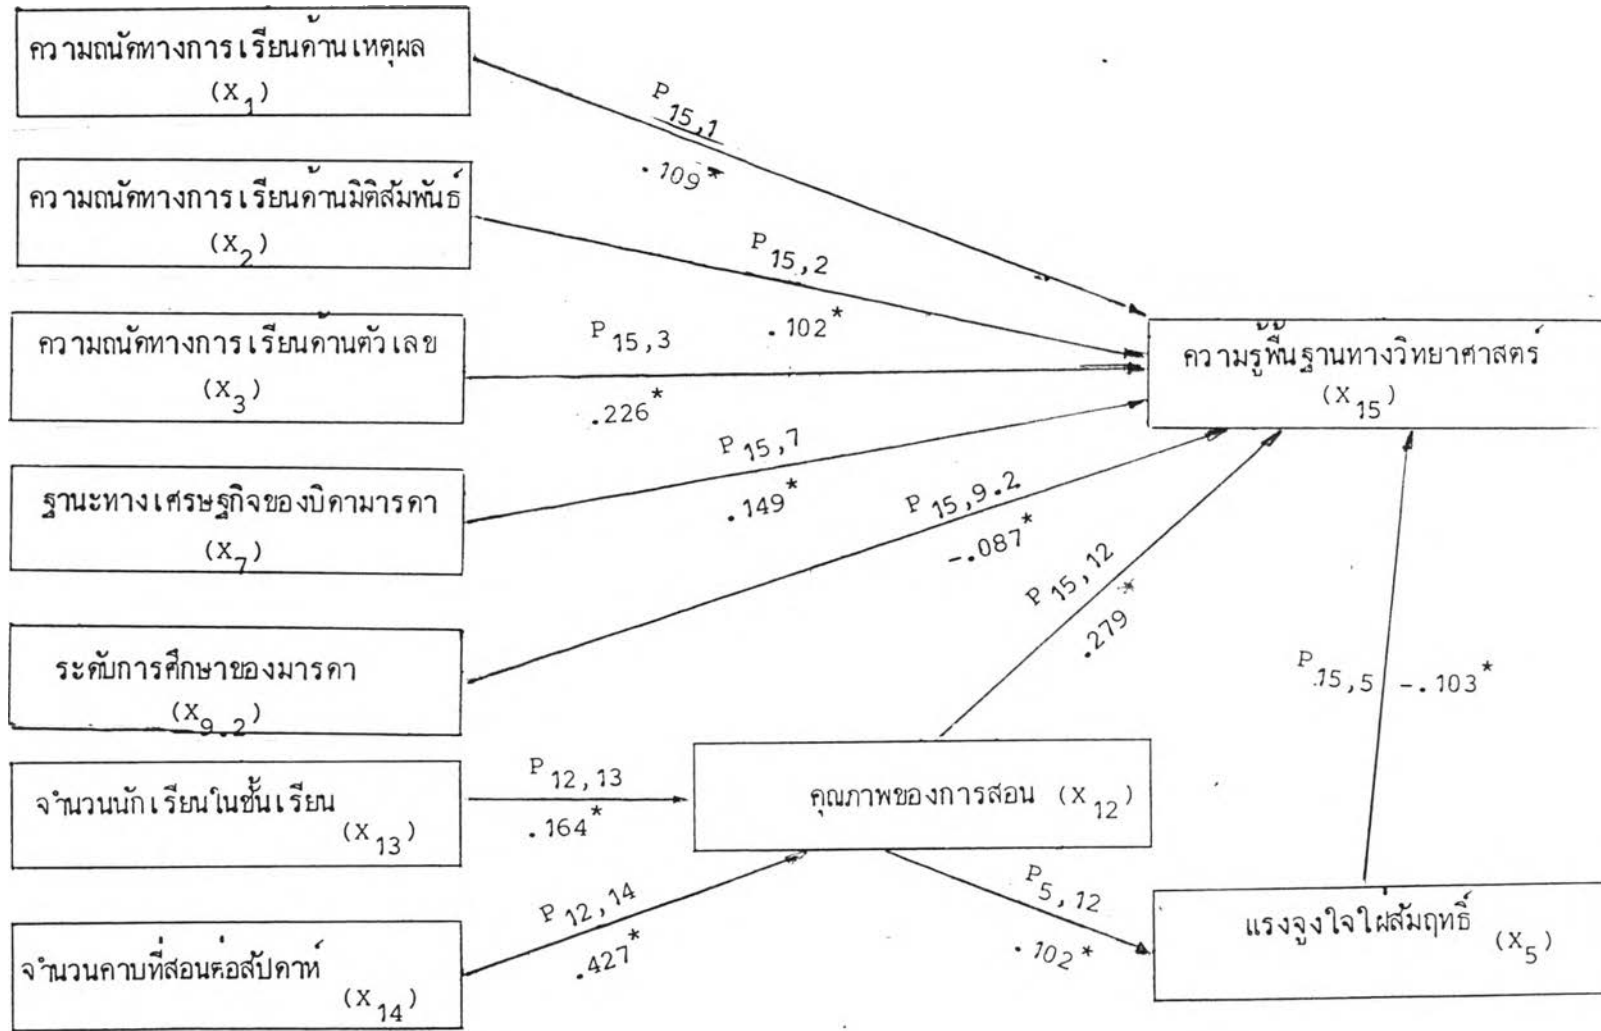 ความถนัดทางการเรียนด้านเหตุผล
(X1)
P15,1
.109*
ความถนัดทางการเรียนด้านมิติสัมพันธ์
(X2)
P15,2
.102*
ความถนัดทางการเรียนด้านตัวเลข
(X3)
P15,3
.226*
ความรู้พื้นฐานทางวิทยาศาสตร์
(X15)
ฐานะทางเศรษฐกิจของบิดามารดา
(X7)
P15,7
.149*
P15,9.2
-.087*
P15,12
.279*
ระดับการศึกษาของมารดา
(X9.2)
P15,5 -.103*
จำนวนนักเรียนในชั้นเรียน
(X13)
P12,13
.164*
คุณภาพของการสอน (X12)
จำนวนคาบที่สอนต่อสัปดาห์
(X14)
P12,14
.427*
P5,12
.102*
แรงจูงใจใฝ่สัมฤทธิ์
(X5)